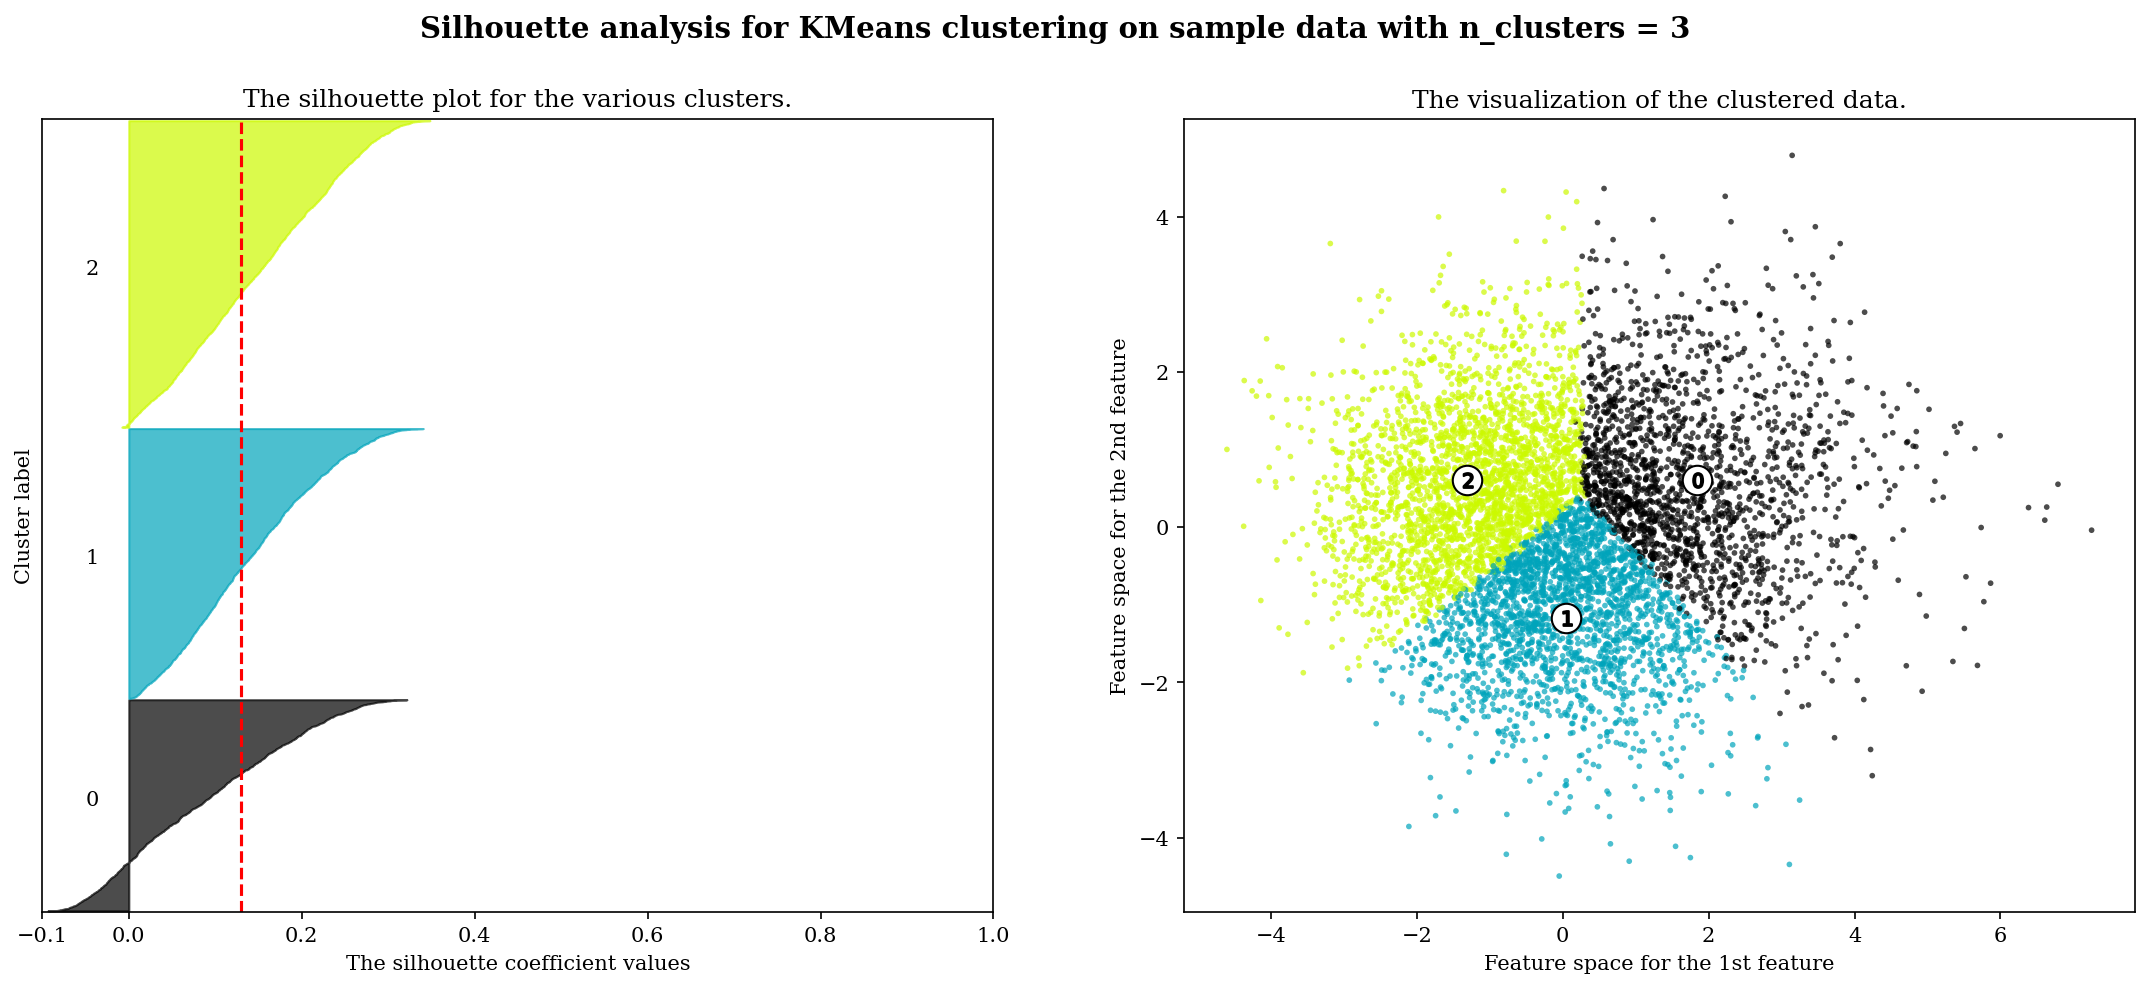 Silhouette analysis for KMeans clustering on sample data with n_clusters = 3
The silhouette plot for the various clusters.
Cluster label
2
1
0
−0.1 0.0 0.2 0.4 0.6 0.8 1.0
The silhouette coefficient values
The visualization of the clustered data.
Feature space for the 2nd feature
4
2
0
−2
−4
2 0
1
−4 −2 0 2 4 6
Feature space for the 1st feature